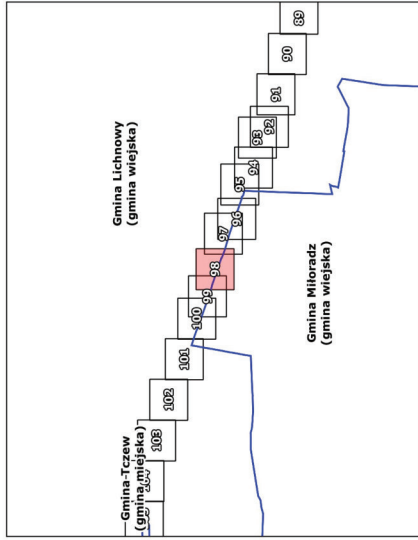 Gmina Lichnowy
(gmina wiejska)
Gmina Miłoradz
(gmina wiejska)
Gmina Tczew
(gmina miejska)
89
90
91
92
93
94
95
96
97
98
99
100
101
102
103